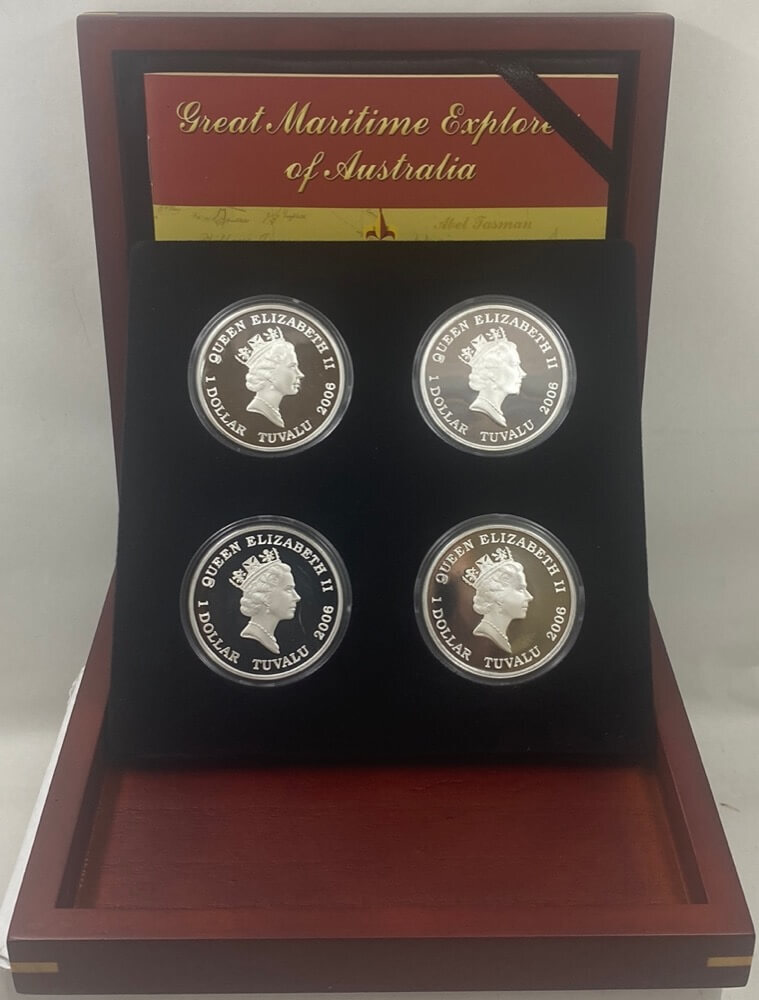 Great Maritime Explore
of Australia
Abel Tasman
QUEEN ELIZABETH II
1 DOLLAR TUVALU 2006
QUEEN ELIZABETH II
1 DOLLAR TUVALU 2006
QUEEN ELIZABETH II
1 DOLLAR TUVALU 2006
QUEEN ELIZABETH II
1 DOLLAR TUVALU 2006